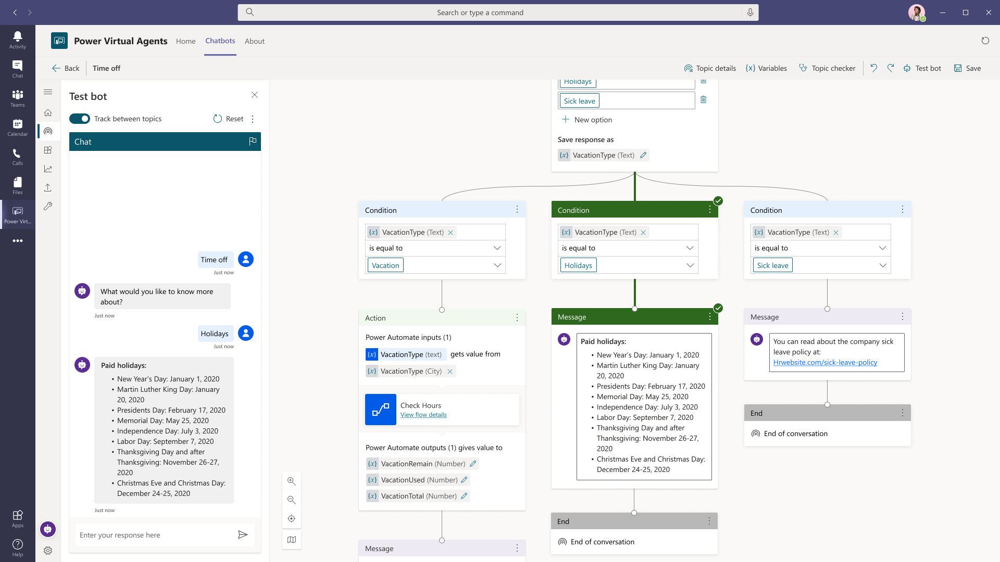 Search or type a command
Activity
Chat
Teams
Calendar
Calls
Files
Power Virt...
Apps
Help
Power Virtual Agents
Home
Chatbots
About
Back
Time off
Topic details
{x} Variables
Topic checker
Test bot
Save
Test bot
Track between topics
Reset
Chat
Time off
Just now
What would you like to know more
about?
Just now
Holidays
Just now
Paid holidays:
• New Year’s Day: January 1, 2020
• Martin Luther King Day: January
20, 2020
• Presidents Day: February 17, 2020
• Memorial Day: May 25, 2020
• Independence Day: July 3, 2020
• Labor Day: September 7, 2020
• Thanksgiving Day and after
Thanksgiving: November 26-27,
2020
• Christmas Eve and Christmas Day:
December 24-25, 2020
Just now
Enter your response here
Holidays
Sick leave
New option
Save response as
{x} VacationType (Text)
Condition
{x} VacationType (Text)
is equal to
Vacation
Action
Power Automate inputs (1)
{x} VacationType (text) gets value from
{x} VacationType (City)
Check Hours
View flow details
Power Automate outputs (1) gives value to
{x} VacationRemain (Number)
{x} VacationUsed (Number)
{x} VacationTotal (Number)
Message
Condition
{x} VacationType (Text)
is equal to
Holidays
Message
Paid holidays:
• New Year’s Day: January 1, 2020
• Martin Luther King Day: January
20, 2020
• Presidents Day: February 17, 2020
• Memorial Day: May 25, 2020
• Independence Day: July 3, 2020
• Labor Day: September 7, 2020
• Thanksgiving Day and after
Thanksgiving: November 26-27,
2020
• Christmas Eve and Christmas Day:
December 24-25, 2020
End
End of conversation
Condition
{x} VacationType (Text)
is equal to
Sick leave
Message
You can read about the company sick
leave policy at:
Hrwebsite.com/sick-leave-policy
End
End of conversation